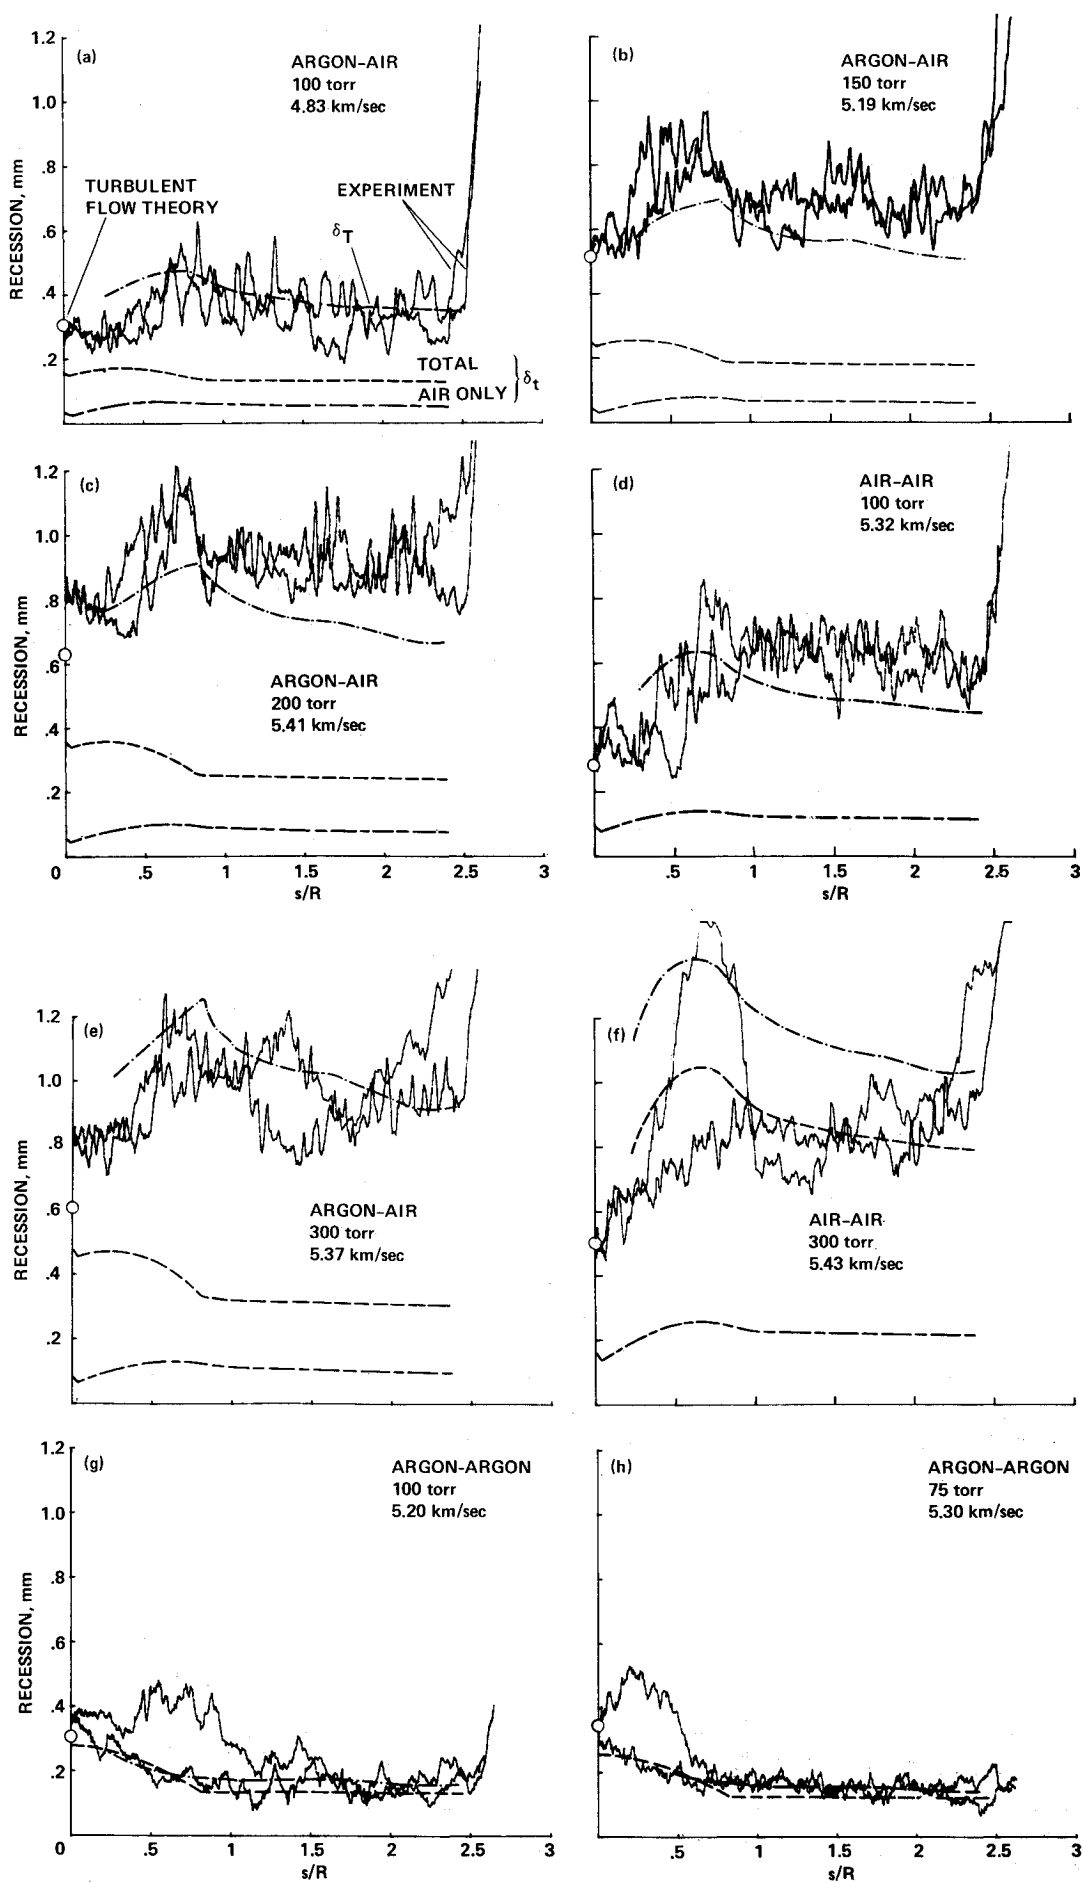 (a)
ARGON–AIR
100 torr
4.83 km/sec
1.2
1.0
.8
.6
.4
.2
RECESSION, mm
TURBULENT
FLOW THEORY
EXPERIMENT
δT
TOTAL
AIR ONLY
δt
(b)
ARGON–AIR
150 torr
5.19 km/sec
(c)
1.2
1.0
.8
.6
.4
.2
0
RECESSION, mm
ARGON–AIR
200 torr
5.41 km/sec
.5
1.0
1.5
2.0
2.5
3
s/R
(d)
AIR–AIR
100 torr
5.32 km/sec
.5
1
1.5
2
2.5
3
s/R
(e)
1.2
1.0
.8
.6
.4
.2
RECESSION, mm
ARGON–AIR
300 torr
5.37 km/sec
(f)
AIR–AIR
300 torr
5.43 km/sec
(g)
1.2
1.0
.8
.6
.4
.2
0
RECESSION, mm
ARGON–ARGON
100 torr
5.20 km/sec
.5
1
1.5
2
2.5
3
s/R
(h)
ARGON–ARGON
75 torr
5.30 km/sec
.5
1
1.5
2
2.5
3
s/R